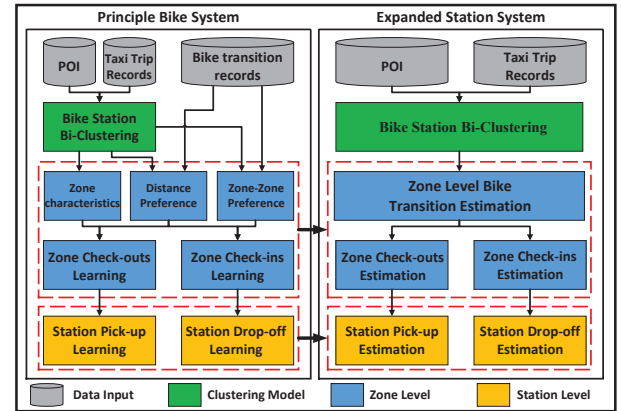 Principle Bike System
Expanded Station System
POI
Taxi Trip
Records
Bike transition
records
POI
Taxi Trip
Records
Bike Station
Bi-Clustering
Bike Station Bi-Clustering
Zone
characteristics
Distance
Preference
Zone-Zone
Preference
Zone Level Bike
Transition Estimation
Zone Check-outs
Learning
Zone Check-ins
Learning
Zone Check-outs
Estimation
Zone Check-ins
Estimation
Station Pick-up
Learning
Station Drop-off
Learning
Station Pick-up
Estimation
Station Drop-off
Estimation
Data Input
Clustering Model
Zone Level
Station Level